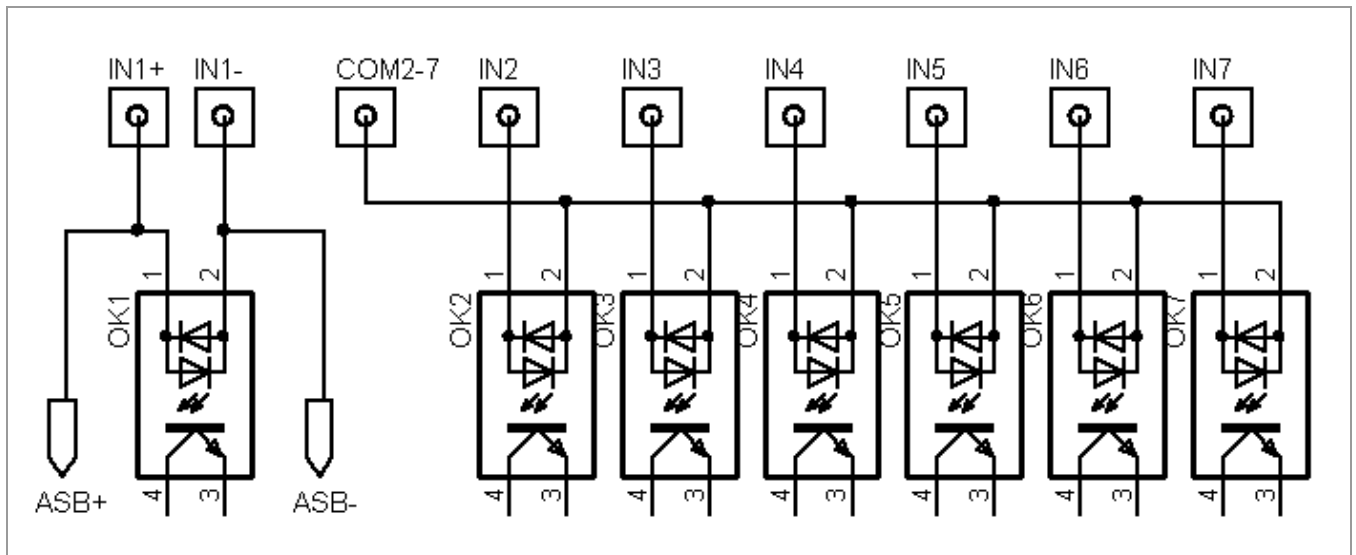 IN1+ IN1- COM2-7 IN2 IN3 IN4 IN5 IN6 IN7
1 2 1 2 1 2 1 2 1 2 1 2 1 2
OK1 OK2 OK3 OK4 OK5 OK6 OK7
4 3 4 3 4 3 4 3 4 3 4 3 4 3
ASB+ ASB-